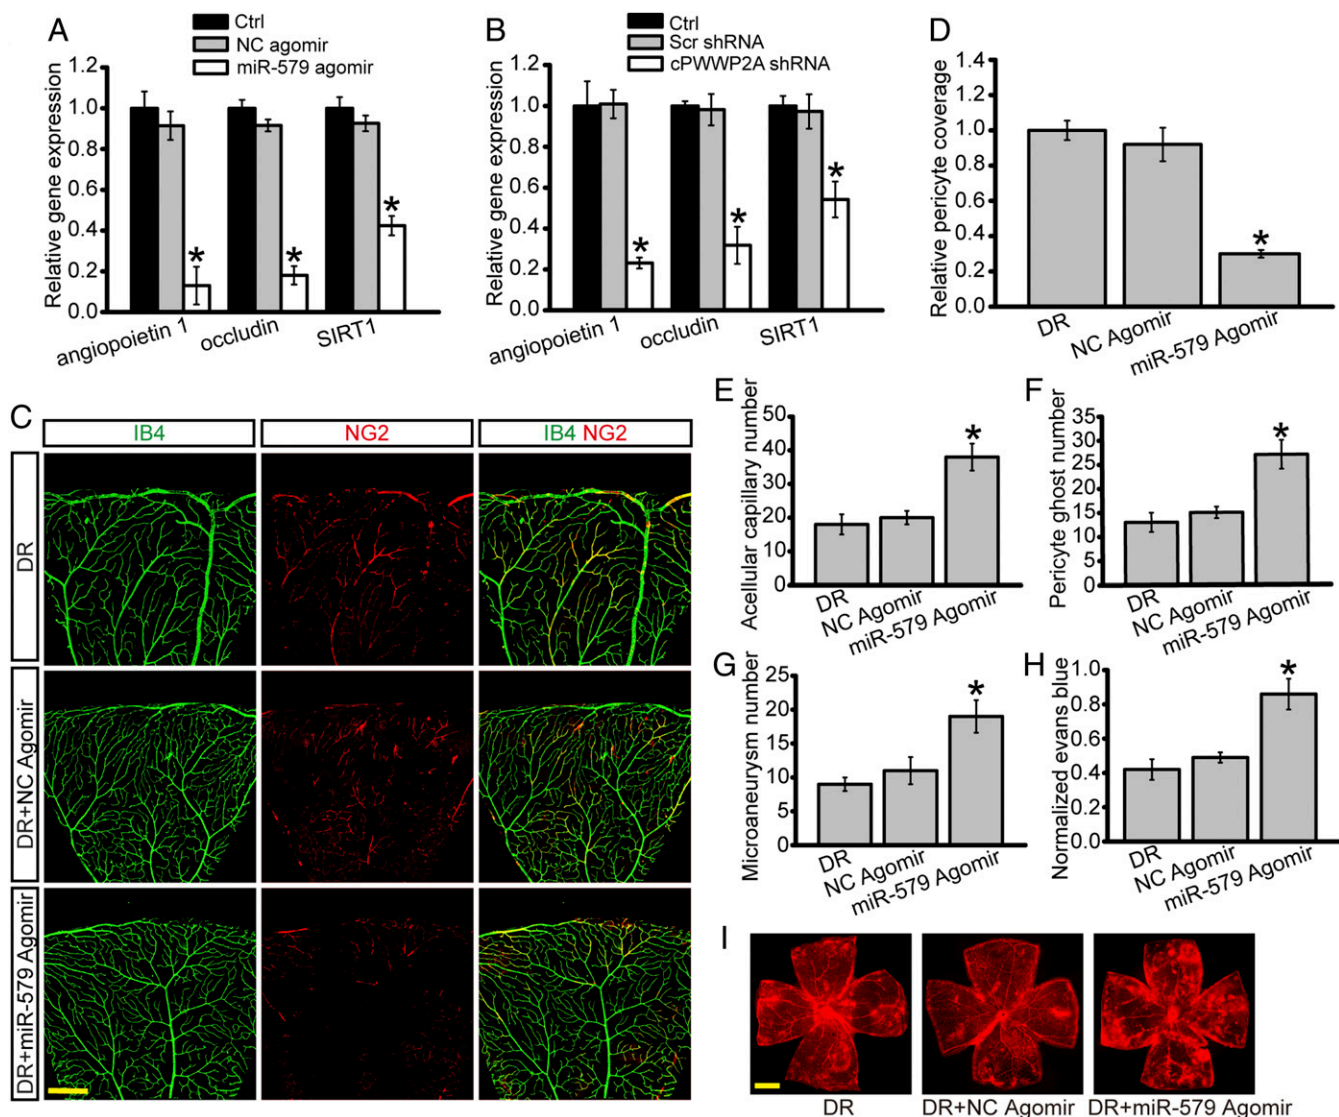 A
Ctrl
NC agomir
miR-579 agomir
Relative gene expression
1.2
1.0
0.8
0.6
0.4
0.2
0.0
*
*
*
angiopoietin 1
occludin
SIRT1
B
Ctrl
Scr shRNA
cPWWP2A shRNA
Relative gene expression
1.2
1.0
0.8
0.6
0.4
0.2
0.0
*
*
*
angiopoietin 1
occludin
SIRT1
D
Relative pericyte coverage
1.4
1.2
1.0
0.8
0.6
0.4
0.2
0.0
*
DR
NC Agomir
miR-579 Agomir
C
IB4
NG2
IB4 NG2
DR
DR+NC Agomir
DR+miR-579 Agomir
E
Acellular capillary number
50
40
30
20
10
0
*
DR
NC Agomir
miR-579 Agomir
F
Pericyte ghost number
35
30
25
20
15
10
5
0
*
DR
NC Agomir
miR-579 Agomir
G
Microaneurysm number
25
20
15
10
5
0
*
DR
NC Agomir
miR-579 Agomir
H
Normalized evans blue
1.0
0.8
0.6
0.4
0.2
0.0
*
DR
NC Agomir
miR-579 Agomir
I
DR
DR+NC Agomir
DR+miR-579 Agomir